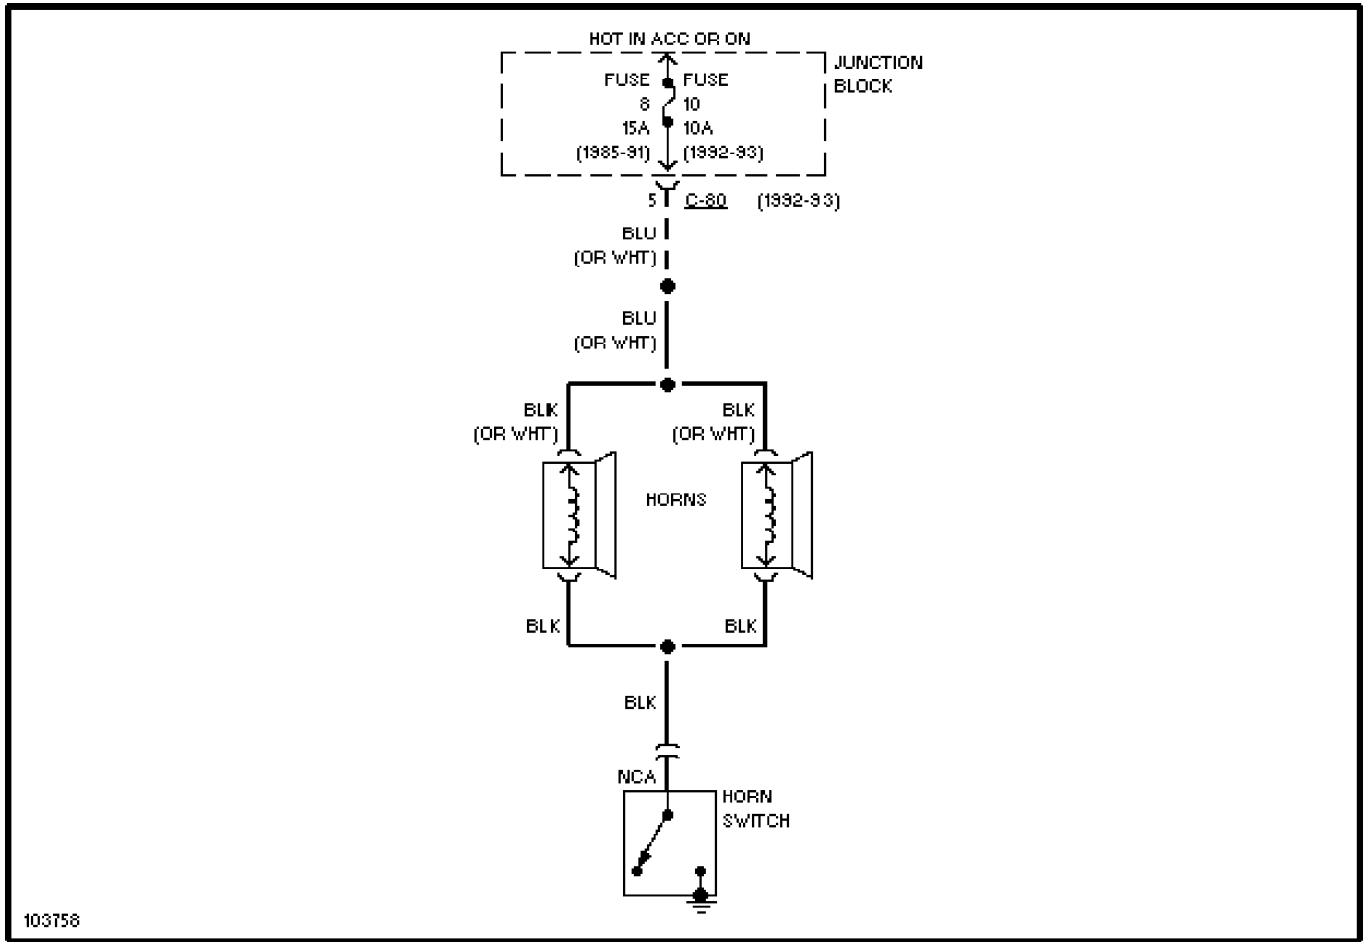 HOT IN ACC OR ON
JUNCTION
BLOCK
FUSE FUSE
8 10
15A 10A
(1985-91) (1992-93)
5 C-80 (1992-93)
BLU
(OR WHT)
BLU
(OR WHT)
BLK BLK
(OR WHT) (OR WHT)
HORNS
BLK BLK
BLK
NCA
HORN
SWITCH
103758